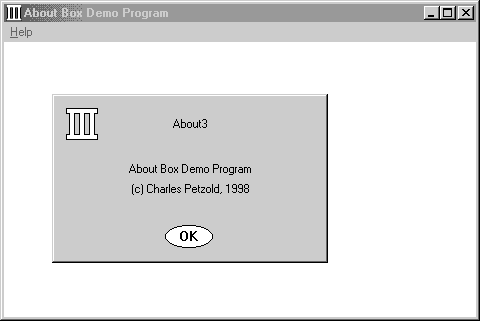 About Box Demo Program
Help
About3
About Box Demo Program
(c) Charles Petzold, 1998
OK